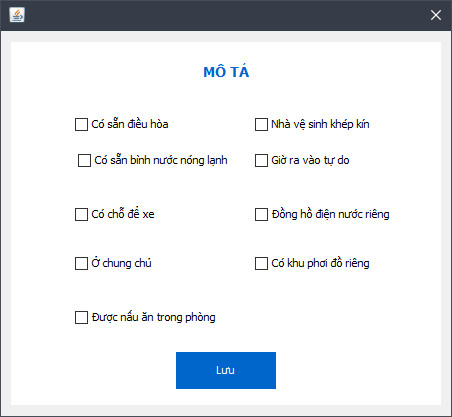 MÔ TẢ
Có sẵn điều hòa
Nhà vệ sinh khép kín
Có sẵn bình nước nóng lạnh
Giờ ra vào tự do
Có chỗ để xe
Đồng hồ điện nước riêng
Ở chung chủ
Có khu phơi đồ riêng
Được nấu ăn trong phòng
Lưu